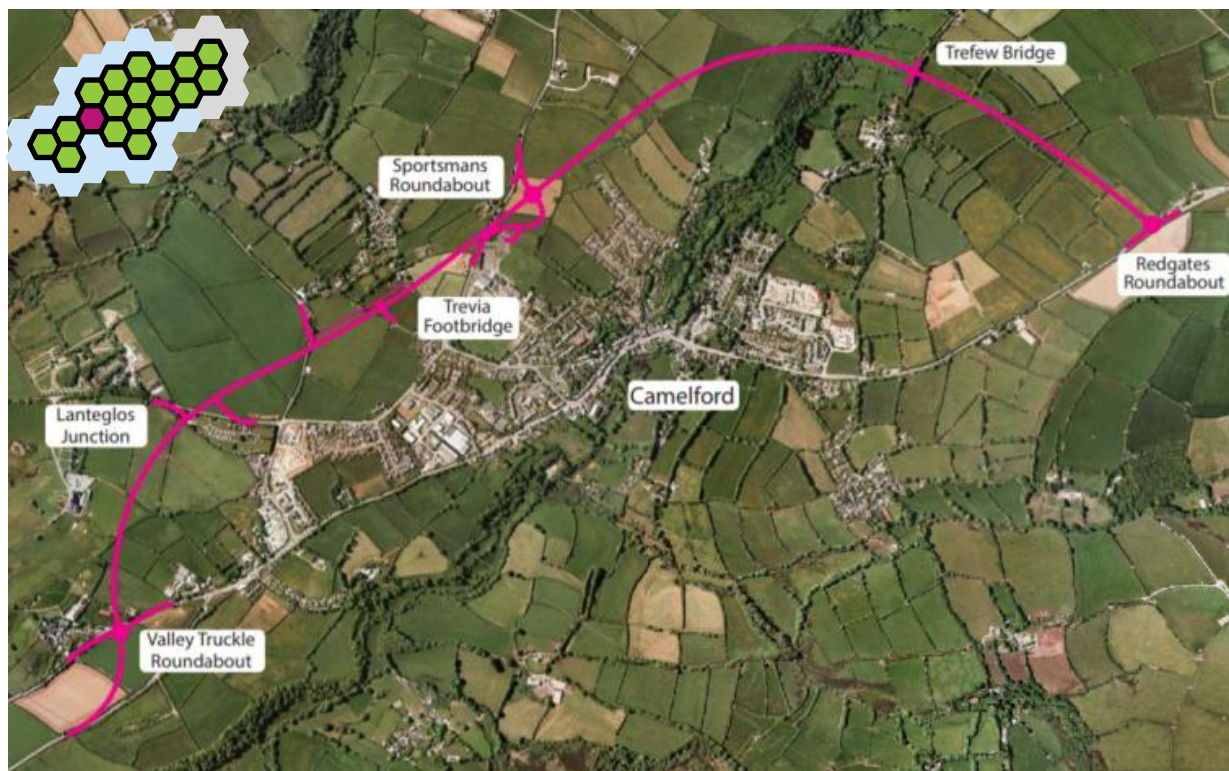 Trefew Bridge
Sportsmans
Roundabout
Redgates
Roundabout
Trevia
Footbridge
Camelford
Lanteglos
Junction
Valley Truckle
Roundabout